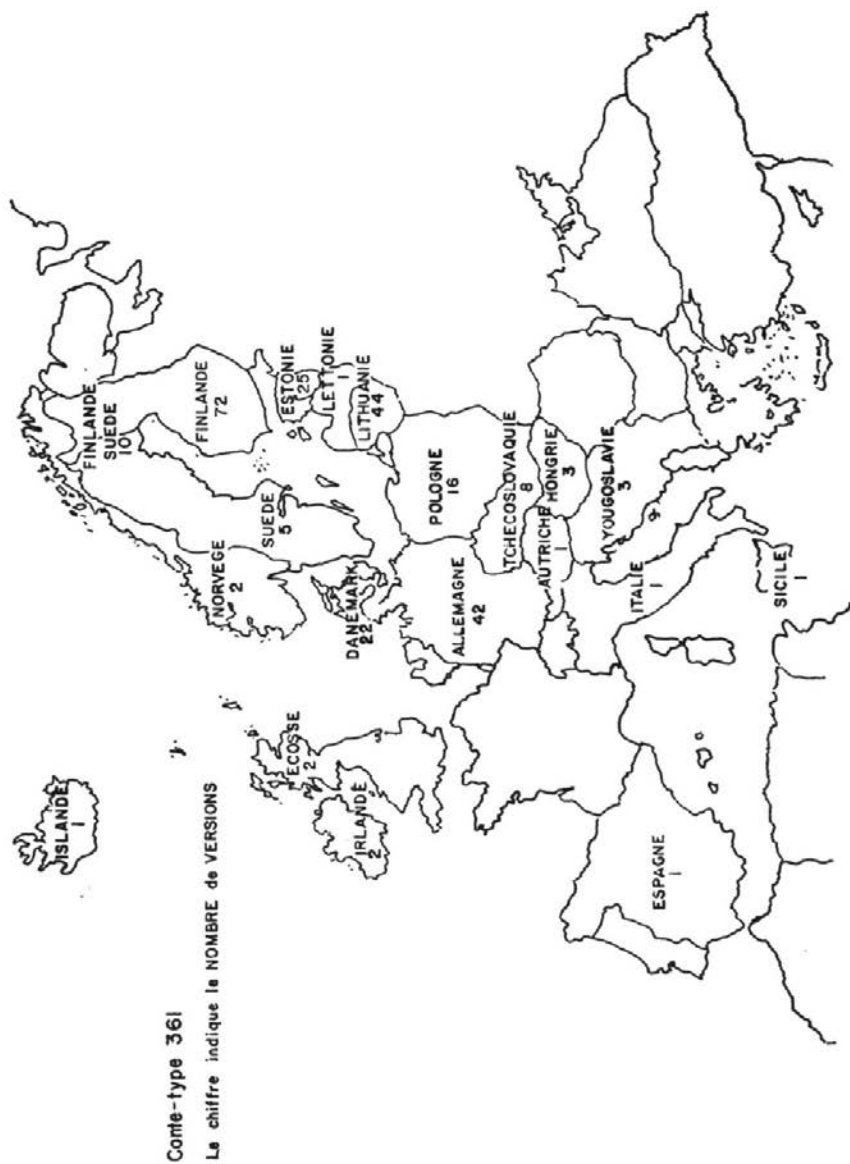 Conte-type 361
Le chiffre indique le NOMBRE de VERSIONS
ISLANDE
1
FINLANDE
SUEDE
10
FINLANDE
72
NORVEGE
2
SUEDE
5
ESTONIE
125
LETTONIE
1
LITHUANIE
44
ECOSSE
2
IRLANDE
2
DANEMARK
22
ALLEMAGNE
42
POLOGNE
16
TCHECOSLOVAQUIE
8
AUTRICHE
1
HONGRIE
3
YOUGOSLAVIE
3
ITALIE
1
SICILE
1
ESPAGNE
1